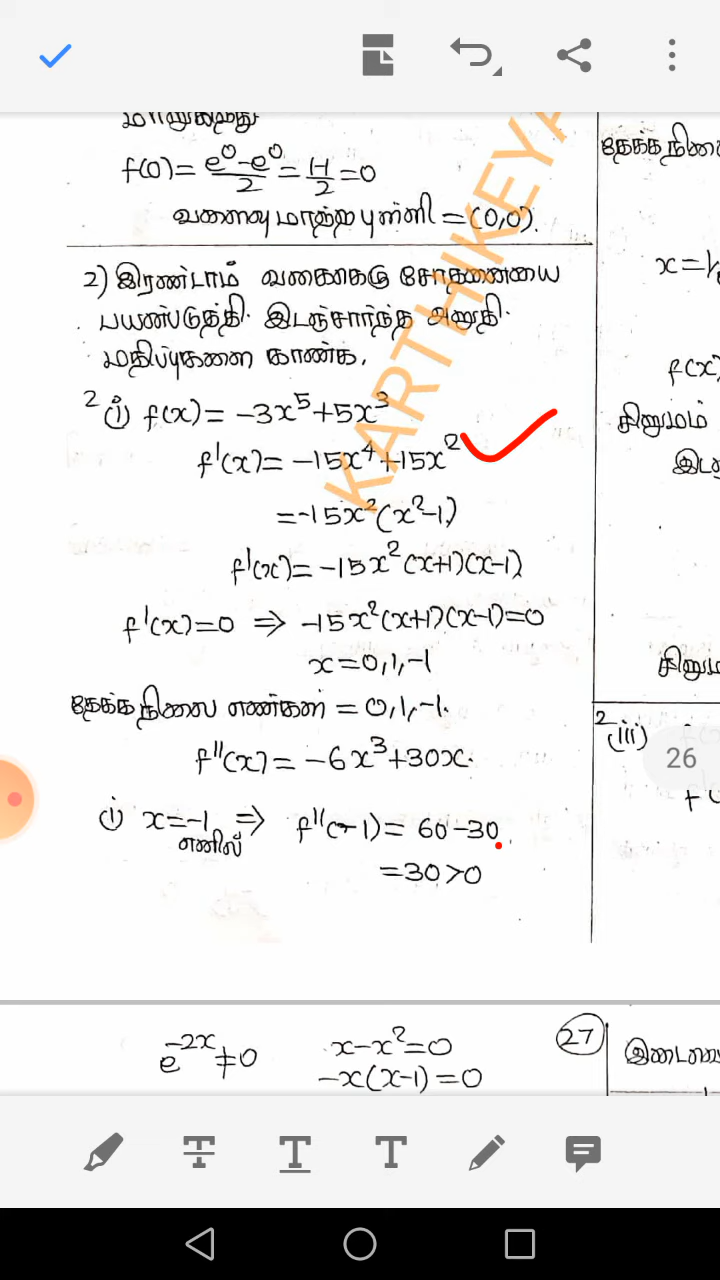 மாறுகிறது
f(0) = e⁰-e⁰/2 = 1-1/2 = 0
வளைவு மாற்ற புள்ளி = (0,0).
2) இரண்டாம் வகைகெழு சோதனையை
பயன்படுத்தி இடஞ்சார்ந்த அறுதி
மதிப்புகளை காண்க.
2 (i) f(x) = -3x⁵+5x³
f'(x) = -15x⁴+15x²
= -15x²(x²-1)
f'(x) = -15x²(x+1)(x-1)
f'(x)=0 ⇒ -15x²(x+1)(x-1)=0
x=0,1,-1
தேக்க நிலை எண்கள் = 0,1,-1.
f''(x) = -6x³+30x.
(i) x=-1 ⇒ f''(-1) = 60-30
எனில்
=30>0
KARTHIKEYA
தேக்க நிலை
x=1/
f(x)
சிறுமம்
இட
சிறும
2 (iii)
26
e⁻²ˣ≠0
x-x²=0
-x(x-1)=0
27